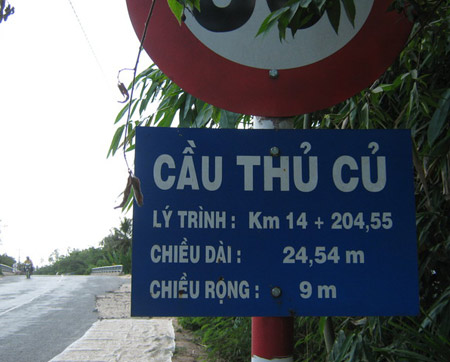 CẦU THỦ CỦ
LÝ TRÌNH : Km 14 + 204,55
CHIỀU DÀI : 24,54 m
CHIỀU RỘNG : 9 m